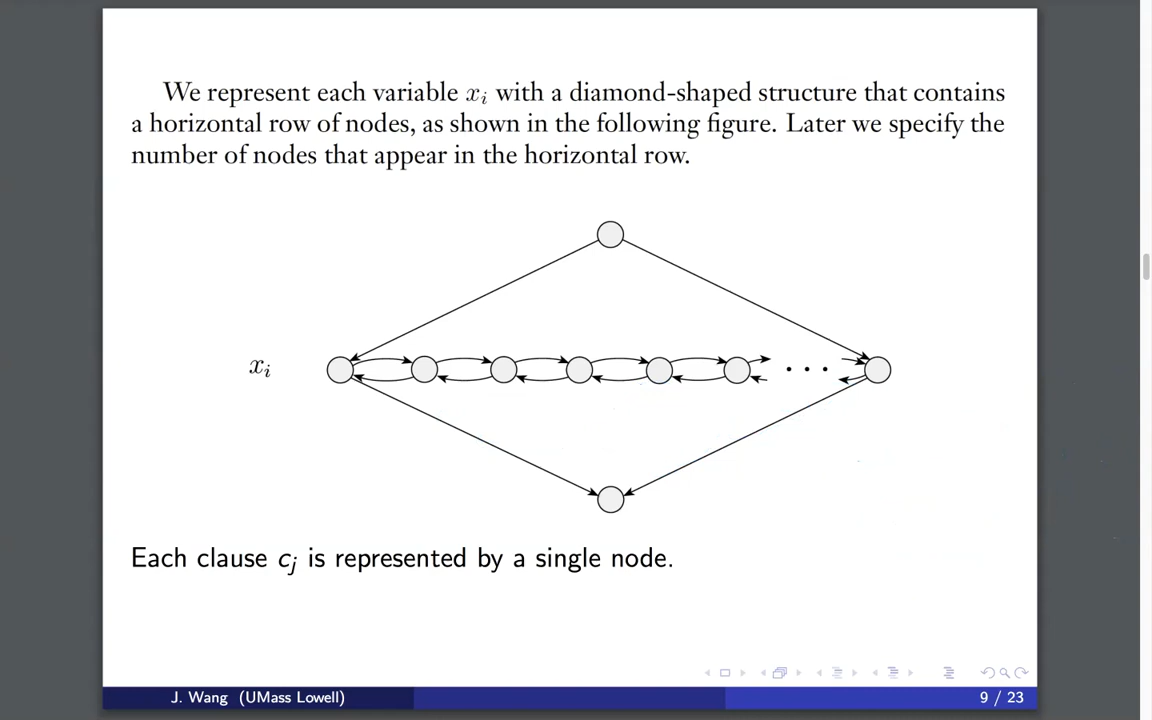 We represent each variable xᵢ with a diamond-shaped structure that contains
a horizontal row of nodes, as shown in the following figure. Later we specify the
number of nodes that appear in the horizontal row.
xᵢ
· · ·
Each clause cⱼ is represented by a single node.
J. Wang (UMass Lowell)
9 / 23